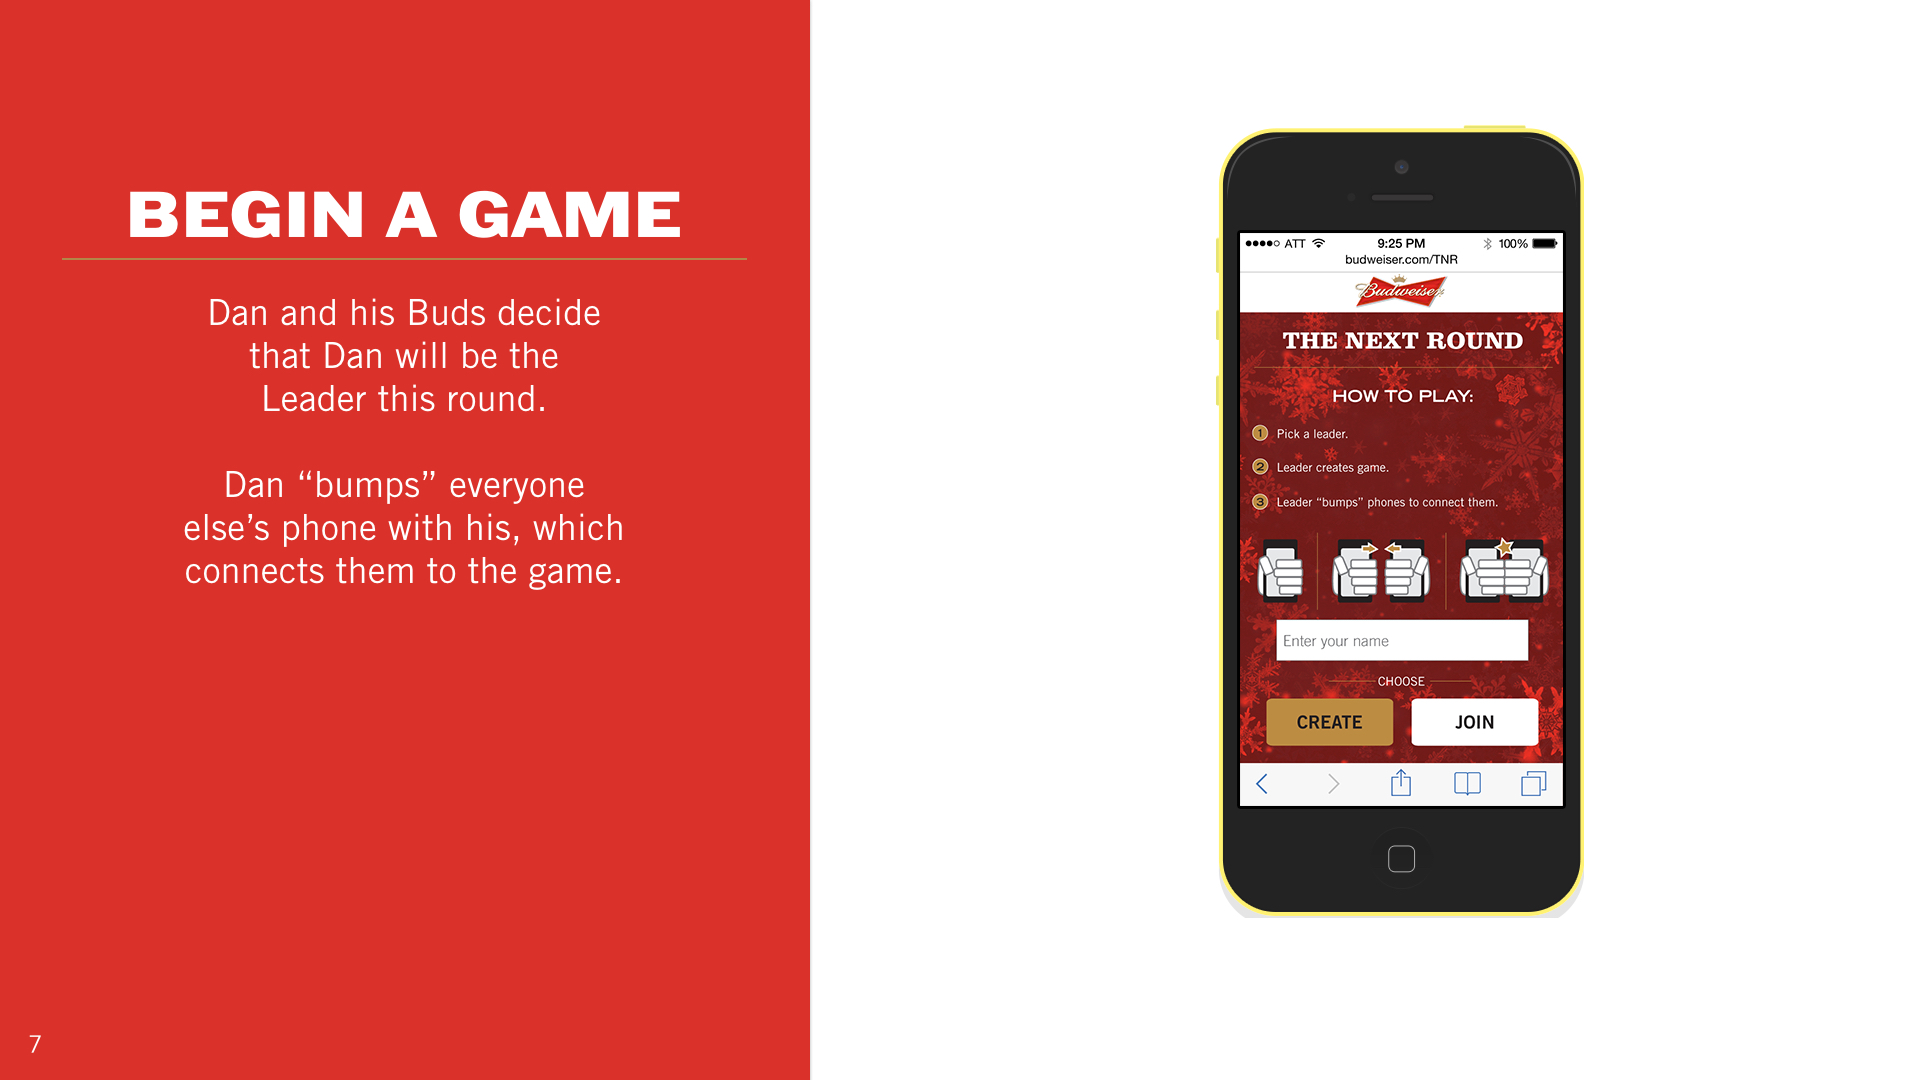 BEGIN A GAME
Dan and his Buds decide
that Dan will be the
Leader this round.
Dan “bumps” everyone
else’s phone with his, which
connects them to the game.
7
ATT 9:25 PM 100%
budweiser.com/TNR
Budweiser
THE NEXT ROUND
HOW TO PLAY:
1 Pick a leader.
2 Leader creates game.
3 Leader “bumps” phones to connect them.
Enter your name
CHOOSE
CREATE JOIN